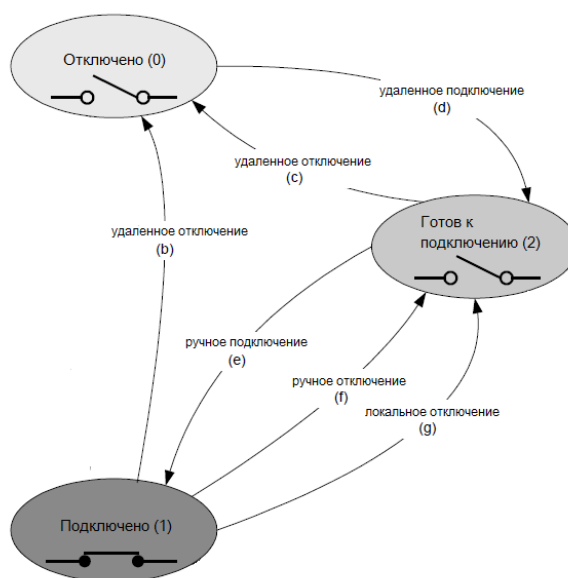 Отключено (0)
удаленное подключение
(d)
удаленное отключение
(c)
Готов к
подключению (2)
удаленное отключение
(b)
ручное подключение
(e)
ручное отключение
(f)
локальное отключение
(g)
Подключено (1)